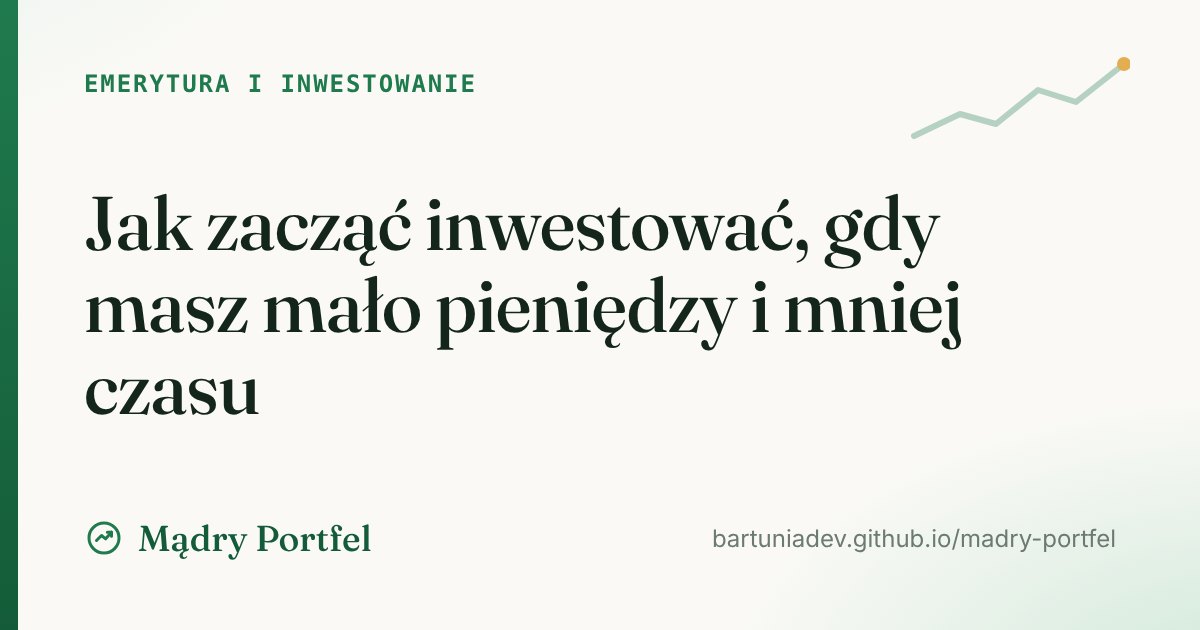 EMERYTURA I INWESTOWANIE
Jak zacząć inwestować, gdy
masz mało pieniędzy i mniej
czasu
Mądry Portfel
bartuniadev.github.io/madry-portfel